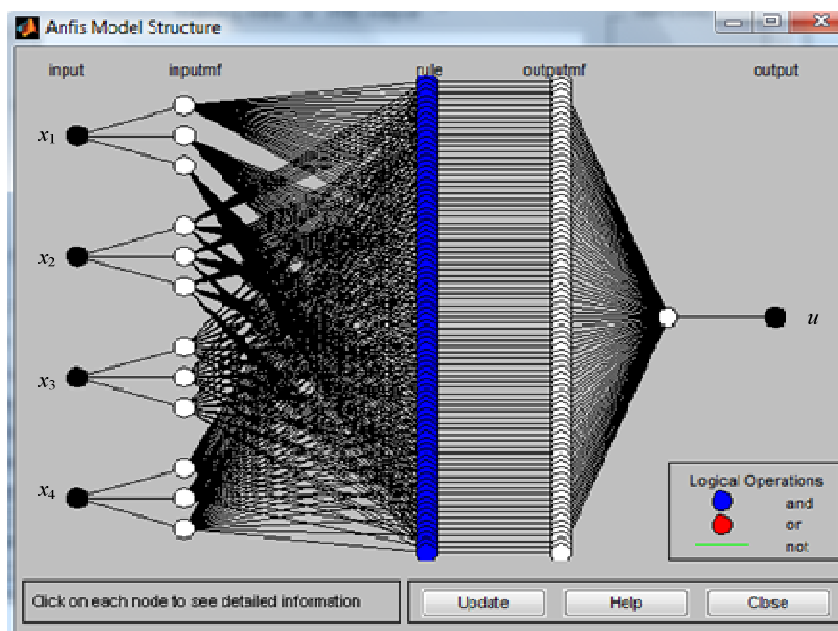 Anfis Model Structure
input inputmf rule outputmf output
x1
x2
x3
x4
u
Logical Operations
and
or
not
Click on each node to see detailed information
Update Help Close